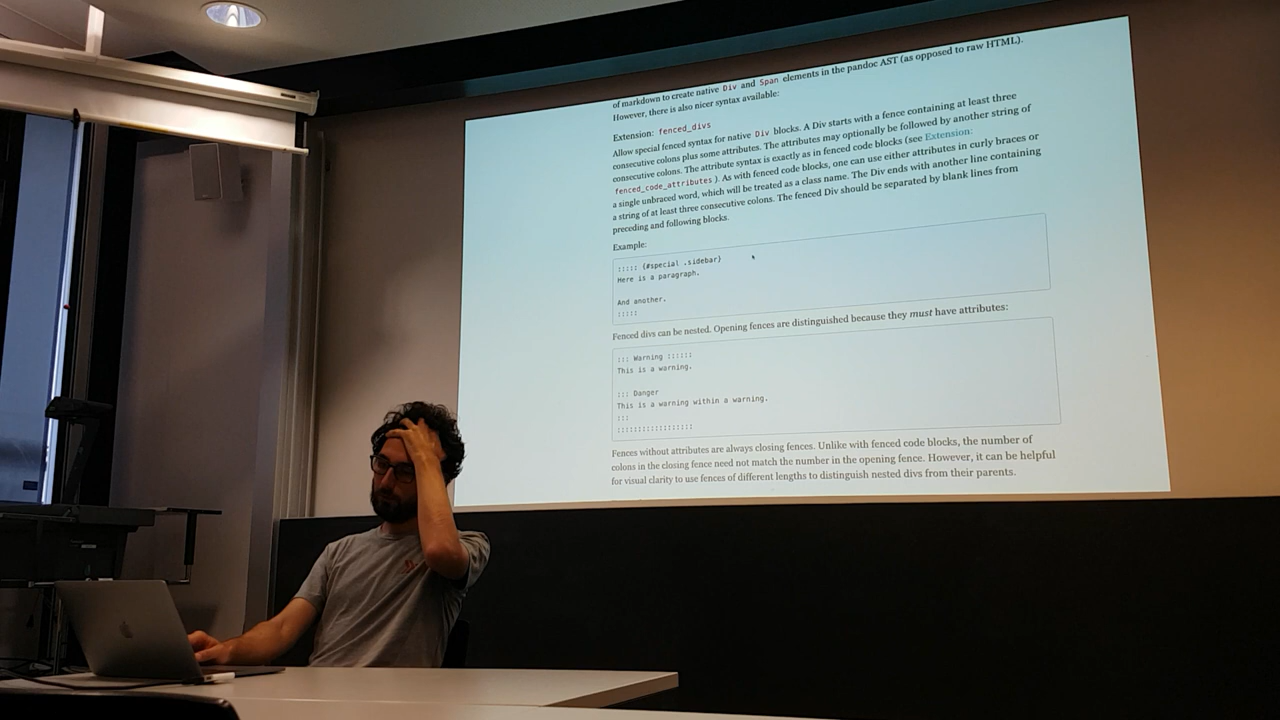 of markdown to create native Div and Span elements in the pandoc AST (as opposed to raw HTML).
However, there is also nicer syntax available:
Extension: fenced_divs
Allow special fenced syntax for native Div blocks. A Div starts with a fence containing at least three
consecutive colons plus some attributes. The attributes may optionally be followed by another string of
consecutive colons. The attribute syntax is exactly as in fenced code blocks (see Extension:
fenced_code_attributes). As with fenced code blocks, one can use either attributes in curly braces or
a single unbraced word, which will be treated as a class name. The Div ends with another line containing
a string of at least three consecutive colons. The fenced Div should be separated by blank lines from
preceding and following blocks.
Example:
::::: {#special .sidebar}
Here is a paragraph.
And another.
:::::
Fenced divs can be nested. Opening fences are distinguished because they must have attributes:
::: Warning ::::::
This is a warning.
::: Danger
This is a warning within a warning.
:::
::::::::::::::::::
Fences without attributes are always closing fences. Unlike with fenced code blocks, the number of
colons in the closing fence need not match the number in the opening fence. However, it can be helpful
for visual clarity to use fences of different lengths to distinguish nested divs from their parents.